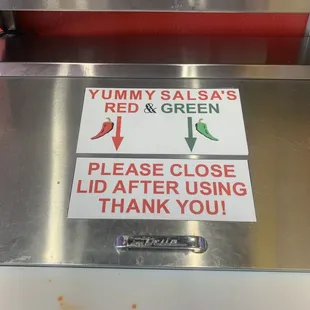 YUMMY SALSA'S
RED & GREEN
PLEASE CLOSE
LID AFTER USING
THANK YOU!